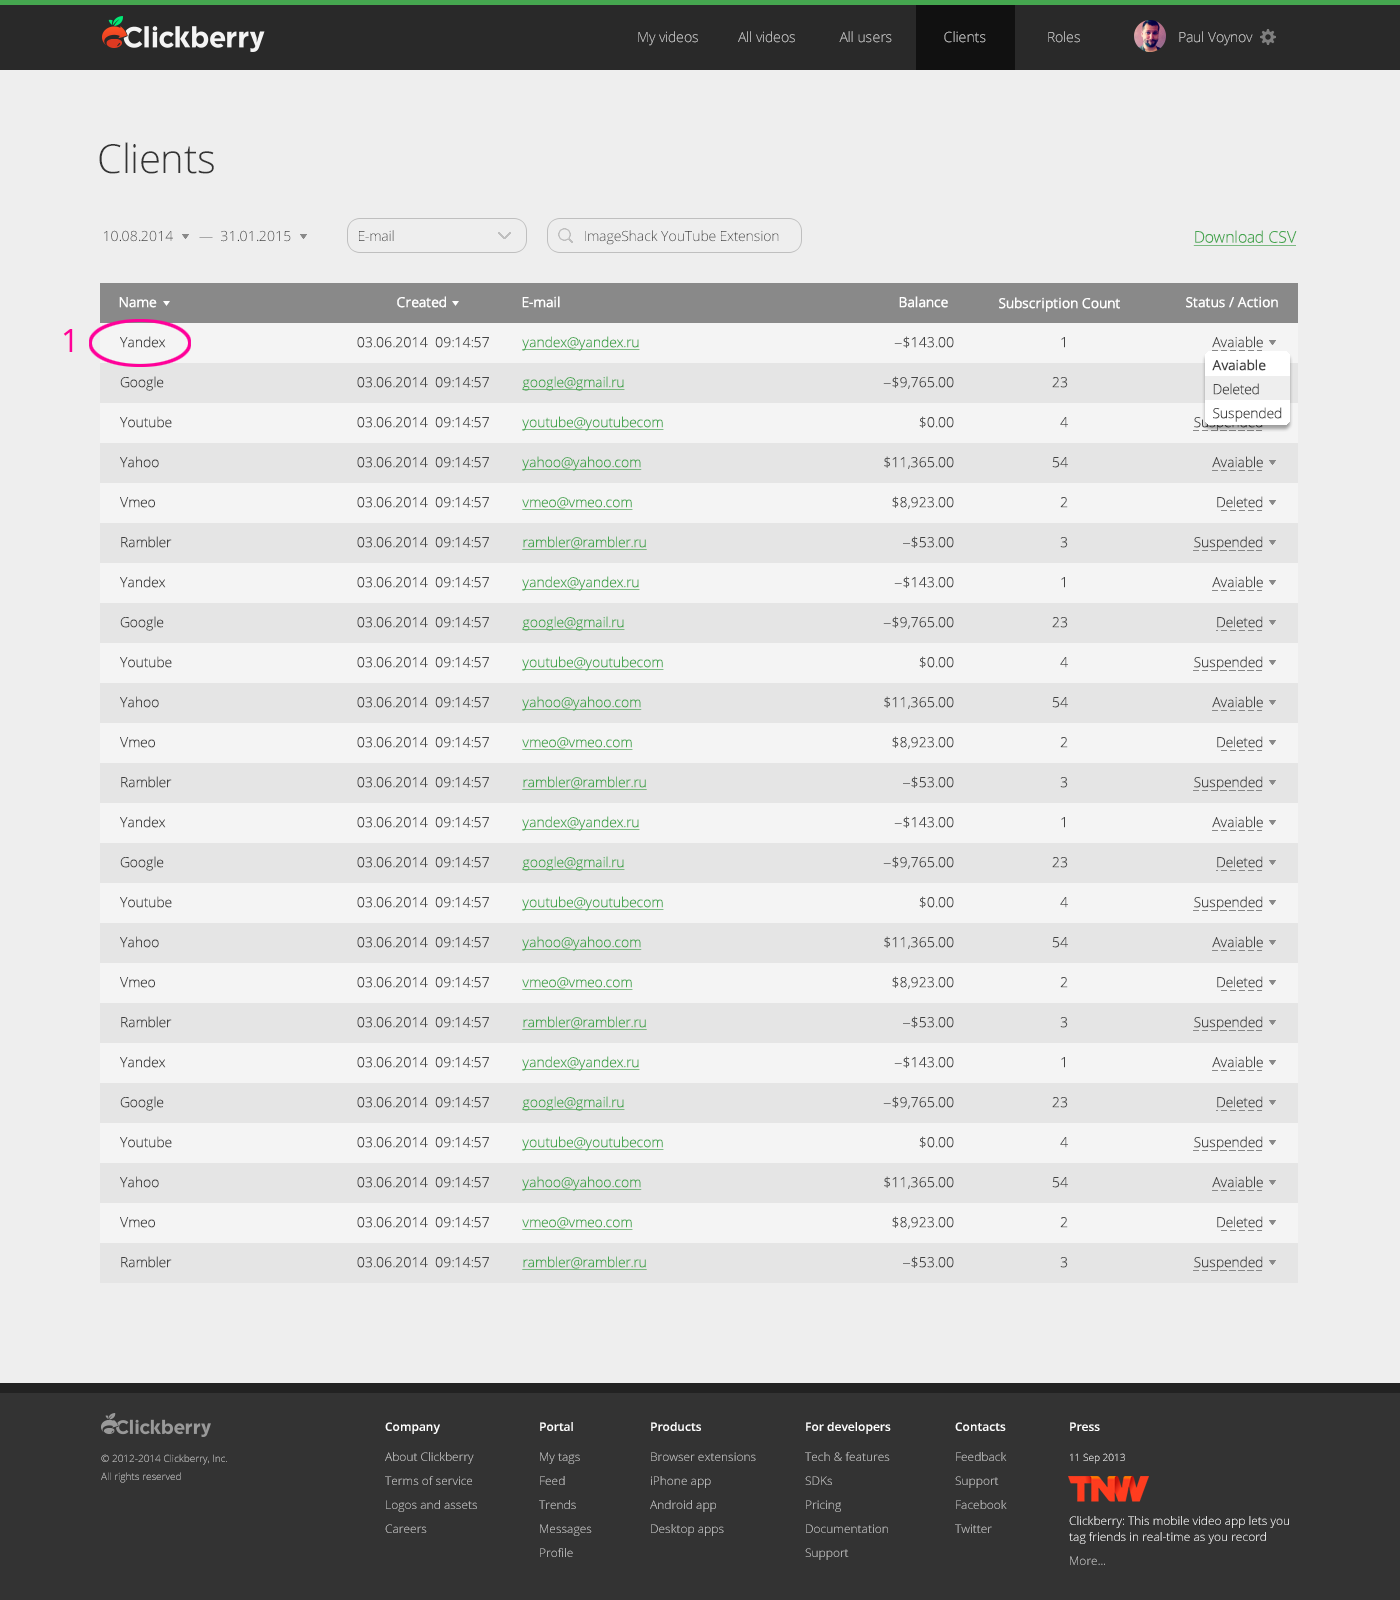 Clickberry My videos All videos All users Clients Roles Paul Voynov
Clients
10.08.2014 — 31.01.2015 E-mail ImageShack YouTube Extension Download CSV
Name Created E-mail Balance Subscription Count Status / Action
1 Yandex 03.06.2014 09:14:57 yandex@yandex.ru –$143.00 1 Avaiable
Avaiable
Google 03.06.2014 09:14:57 google@gmail.ru –$9,765.00 23
Deleted
Suspended
Youtube 03.06.2014 09:14:57 youtube@youtubecom $0.00 4 Suspended
Yahoo 03.06.2014 09:14:57 yahoo@yahoo.com $11,365.00 54 Avaiable
Vmeo 03.06.2014 09:14:57 vmeo@vmeo.com $8,923.00 2 Deleted
Rambler 03.06.2014 09:14:57 rambler@rambler.ru –$53.00 3 Suspended
Yandex 03.06.2014 09:14:57 yandex@yandex.ru –$143.00 1 Avaiable
Google 03.06.2014 09:14:57 google@gmail.ru –$9,765.00 23 Deleted
Youtube 03.06.2014 09:14:57 youtube@youtubecom $0.00 4 Suspended
Yahoo 03.06.2014 09:14:57 yahoo@yahoo.com $11,365.00 54 Avaiable
Vmeo 03.06.2014 09:14:57 vmeo@vmeo.com $8,923.00 2 Deleted
Rambler 03.06.2014 09:14:57 rambler@rambler.ru –$53.00 3 Suspended
Yandex 03.06.2014 09:14:57 yandex@yandex.ru –$143.00 1 Avaiable
Google 03.06.2014 09:14:57 google@gmail.ru –$9,765.00 23 Deleted
Youtube 03.06.2014 09:14:57 youtube@youtubecom $0.00 4 Suspended
Yahoo 03.06.2014 09:14:57 yahoo@yahoo.com $11,365.00 54 Avaiable
Vmeo 03.06.2014 09:14:57 vmeo@vmeo.com $8,923.00 2 Deleted
Rambler 03.06.2014 09:14:57 rambler@rambler.ru –$53.00 3 Suspended
Yandex 03.06.2014 09:14:57 yandex@yandex.ru –$143.00 1 Avaiable
Google 03.06.2014 09:14:57 google@gmail.ru –$9,765.00 23 Deleted
Youtube 03.06.2014 09:14:57 youtube@youtubecom $0.00 4 Suspended
Yahoo 03.06.2014 09:14:57 yahoo@yahoo.com $11,365.00 54 Avaiable
Vmeo 03.06.2014 09:14:57 vmeo@vmeo.com $8,923.00 2 Deleted
Rambler 03.06.2014 09:14:57 rambler@rambler.ru –$53.00 3 Suspended
Clickberry
© 2012-2014 Clickberry, Inc.
All rights reserved
Company
About Clickberry
Terms of service
Logos and assets
Careers
Portal
My tags
Feed
Trends
Messages
Profile
Products
Browser extensions
iPhone app
Android app
Desktop apps
For developers
Tech & features
SDKs
Pricing
Documentation
Support
Contacts
Feedback
Support
Facebook
Twitter
Press
11 Sep 2013
TNW
Clickberry: This mobile video app lets you
tag friends in real-time as you record
More...